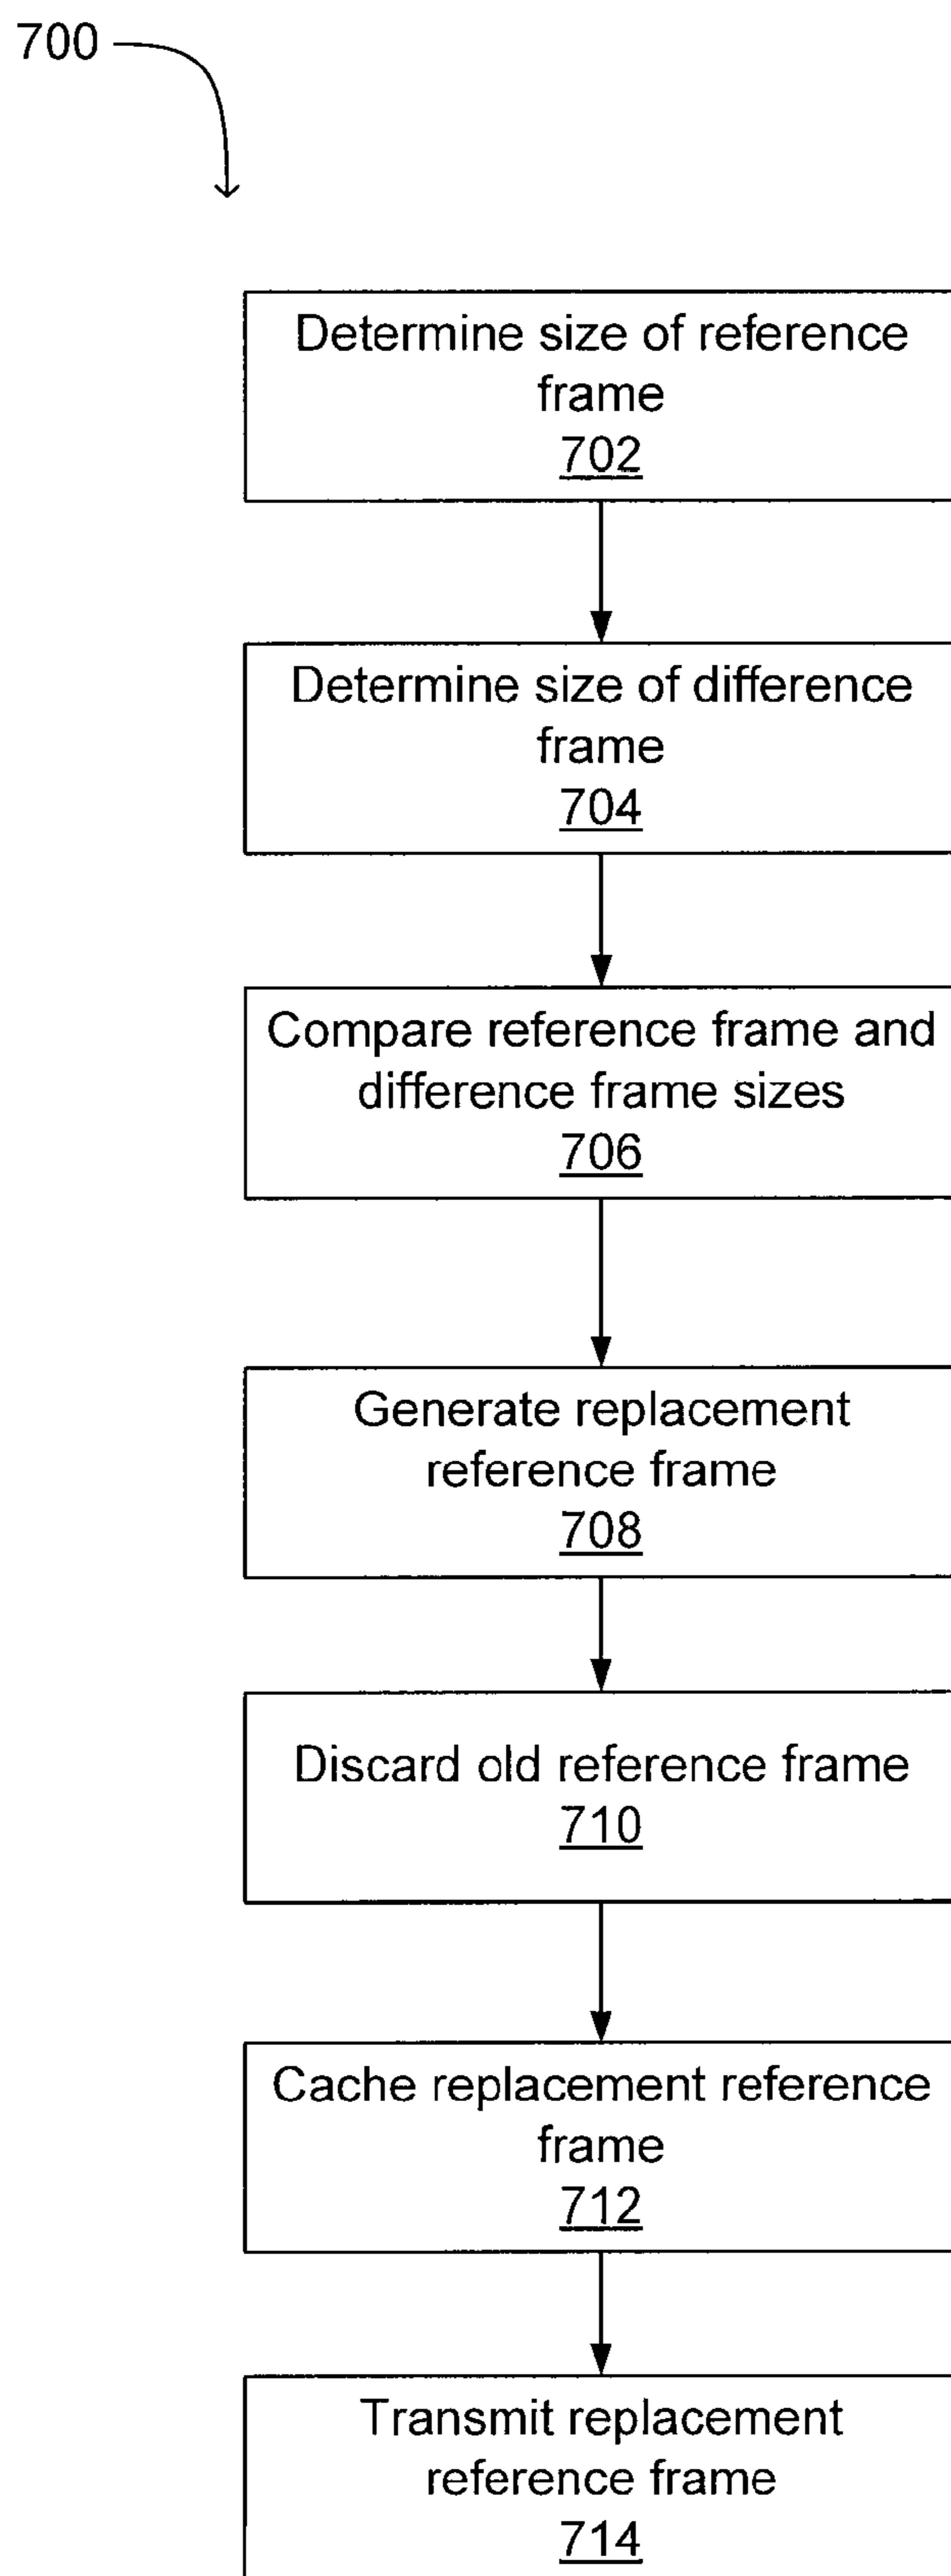 700
Determine size of reference
frame
702
Determine size of difference
frame
704
Compare reference frame and
difference frame sizes
706
Generate replacement
reference frame
708
Discard old reference frame
710
Cache replacement reference
frame
712
Transmit replacement
reference frame
714